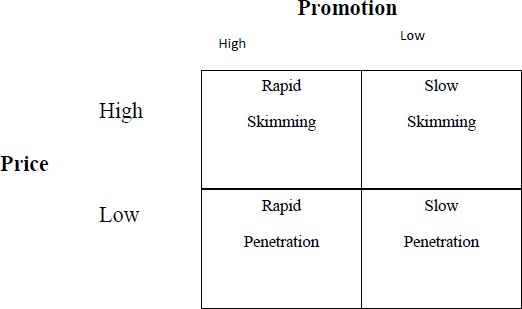 Promotion
High
Low
High
Rapid
Skimming
Slow
Skimming
Price
Low
Rapid
Penetration
Slow
Penetration